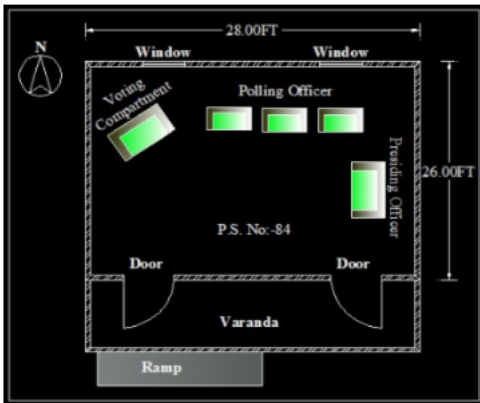 28.00FT
N
Window
Window
Voting
Compartment
Polling Officer
Presiding Officer
26.00FT
P.S. No:-84
Door
Door
Varanda
Ramp